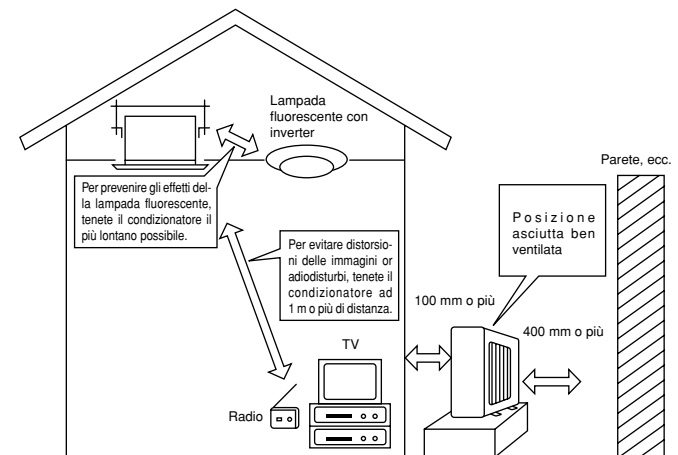 Lampada
fluorescente con
inverter
Parete, ecc.
Per prevenire gli effetti del-
la lampada fluorescente,
tenete il condizionatore il
più lontano possibile.
Posizione
asciutta ben
ventilata
Per evitare distorsio-
ni delle immagini or
adiodisturbi, tenete il
condizionatore ad
1 m o più di distanza.
100 mm o più
400 mm o più
TV
Radio